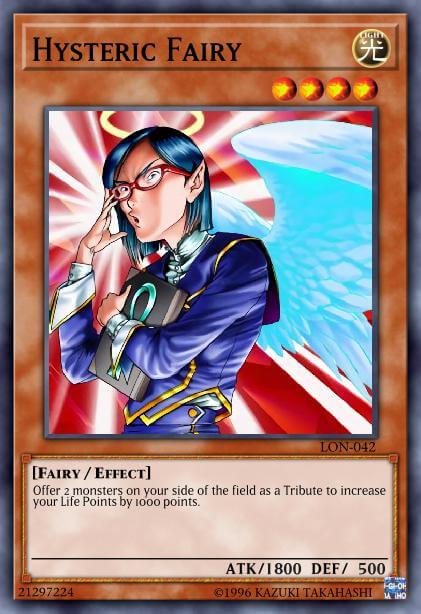 HYSTERIC FAIRY
LIGHT
光
LON-042
[FAIRY / EFFECT]
Offer 2 monsters on your side of the field as a Tribute to increase
your Life Points by 1000 points.
ATK/1800 DEF/ 500
21297224
©1996 KAZUKI TAKAHASHI